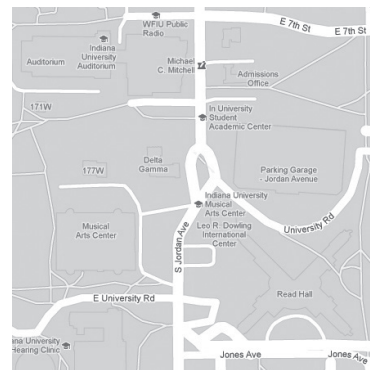 WFIU Public
Radio
E 7th St
E 7th St
Indiana
University
Auditorium
Auditorium
Michael
C. Mitchell
Admissions
Office
171W
In University
Student
Academic Center
Delta
Gamma
177W
Parking Garage
- Jordan Avenue
Indiana University
Musical
Arts Center
Musical
Arts Center
S Jordan Ave
Leo R. Dowling
International
Center
University Rd
E University Rd
Read Hall
ana University
Hearing Clinic
Jones Ave
Jones Ave